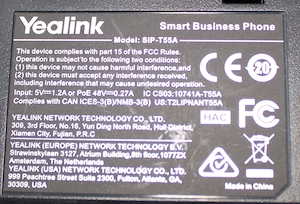 Yealink
Smart Business Phone
Model: SIP-T55A
This device complies with part 15 of the FCC Rules.
Operation is subject to the following two conditions:
(1) this device may not cause harmful interference, and
(2) this device must accept any interference received,
including interference that may cause undesired operation.
Input: 5V⎓1.2A or PoE 48V⎓0.27A IC CS03:10741A-T55A
Complies with CAN ICES-3(B)/NMB-3(B) US:T2LIPNANT55A
YEALINK NETWORK TECHNOLOGY CO., LTD.
309, 3rd Floor, No.16, Yun Ding North Road, Huli District,
Xiamen City, Fujian, P.R.C
HAC
FC
YEALINK (EUROPE) NETWORK TECHNOLOGY B.V.
Strawinskylaan 3127, Atrium Building, 8th floor, 1077ZX
Amsterdam, The Netherlands
YEALINK (USA) NETWORK TECHNOLOGY CO., LTD.
999 Peachtree Street Suite 2300, Fulton, Atlanta, GA,
30309, USA
CE
20
Made in China